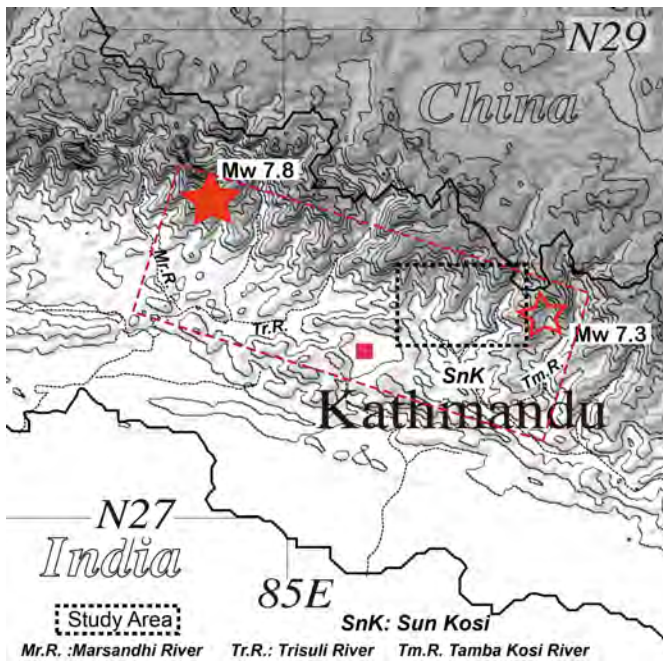 N29
China
Mw 7.8
Mr.R.
Tr.R.
Mw 7.3
SnK
Tm.R.
Kathmandu
N27
India
85E
Study Area
SnK: Sun Kosi
Mr.R. :Marsandhi River Tr.R.: Trisuli River Tm.R. Tamba Kosi River